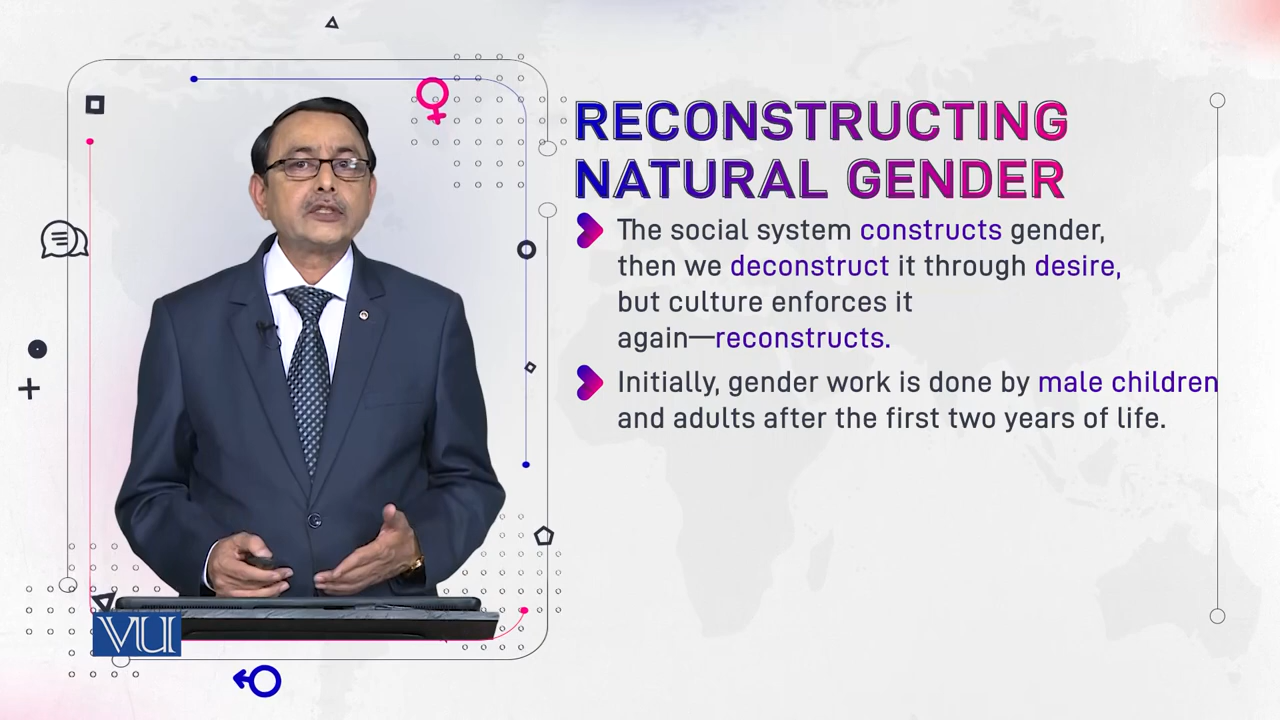 RECONSTRUCTING
NATURAL GENDER
The social system constructs gender,
then we deconstruct it through desire,
but culture enforces it
again—reconstructs.
Initially, gender work is done by male children
and adults after the first two years of life.
VU